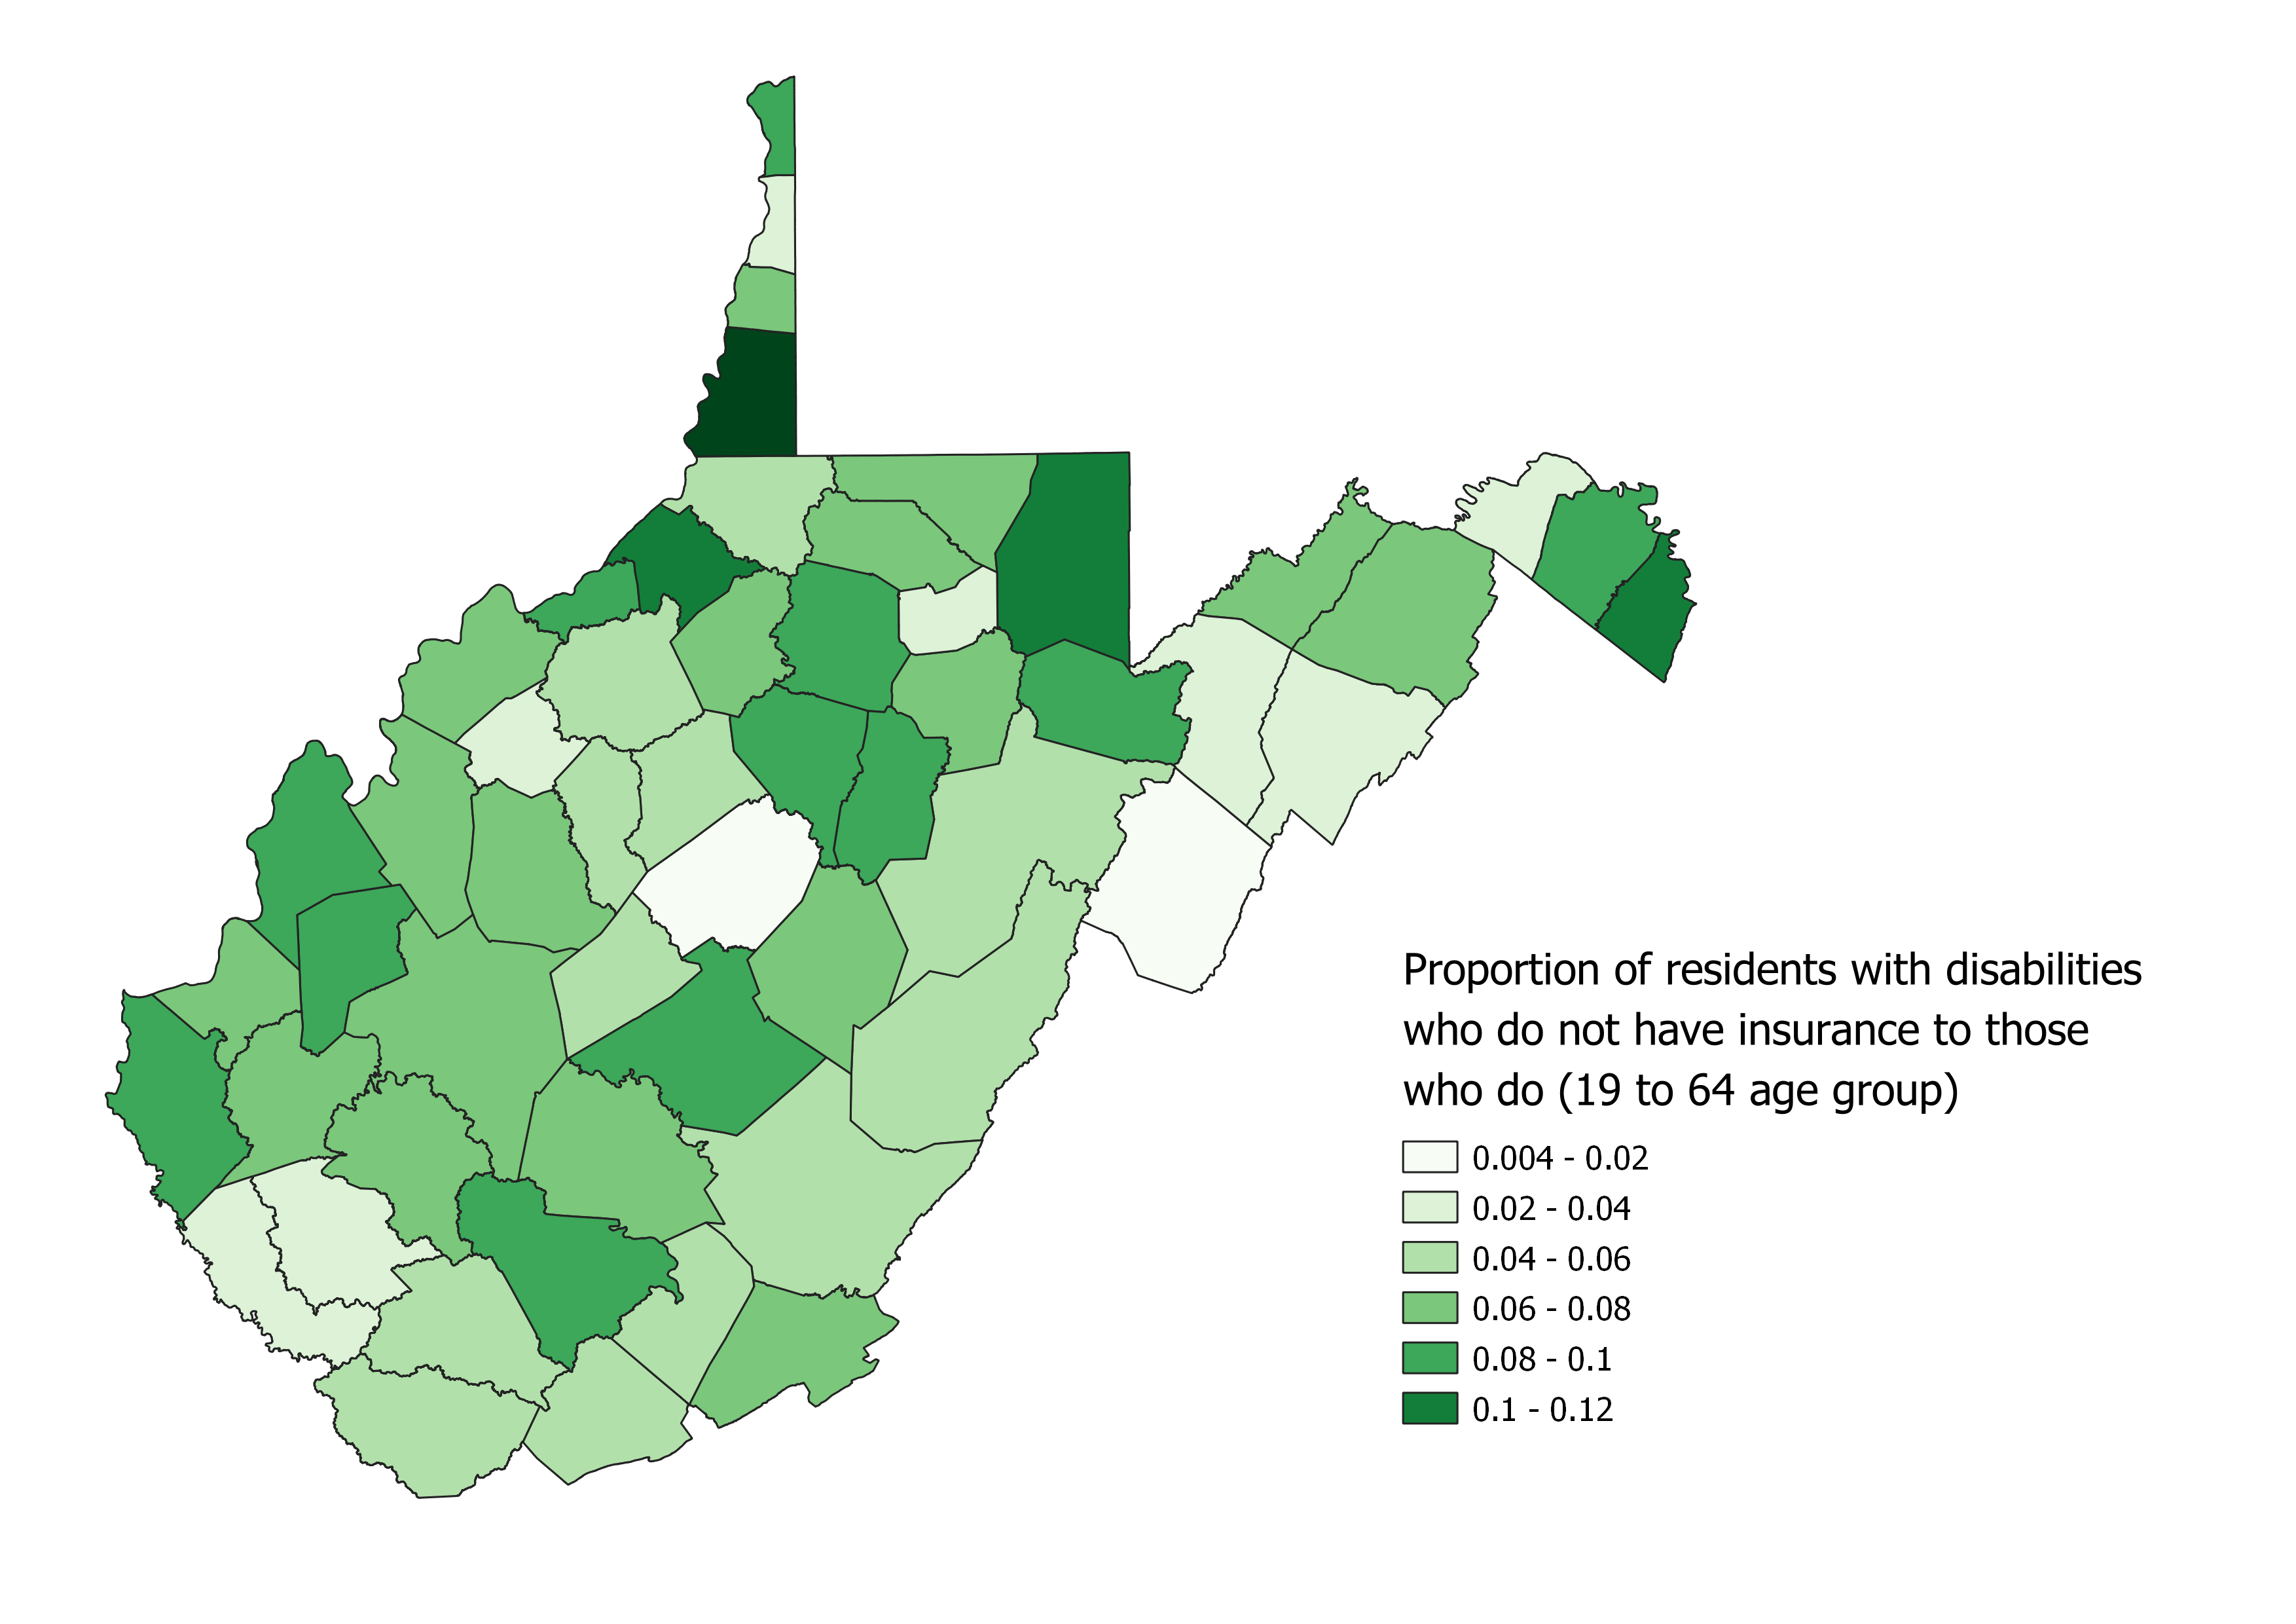 Proportion of residents with disabilities
who do not have insurance to those
who do (19 to 64 age group)
0.004 - 0.02
0.02 - 0.04
0.04 - 0.06
0.06 - 0.08
0.08 - 0.1
0.1 - 0.12